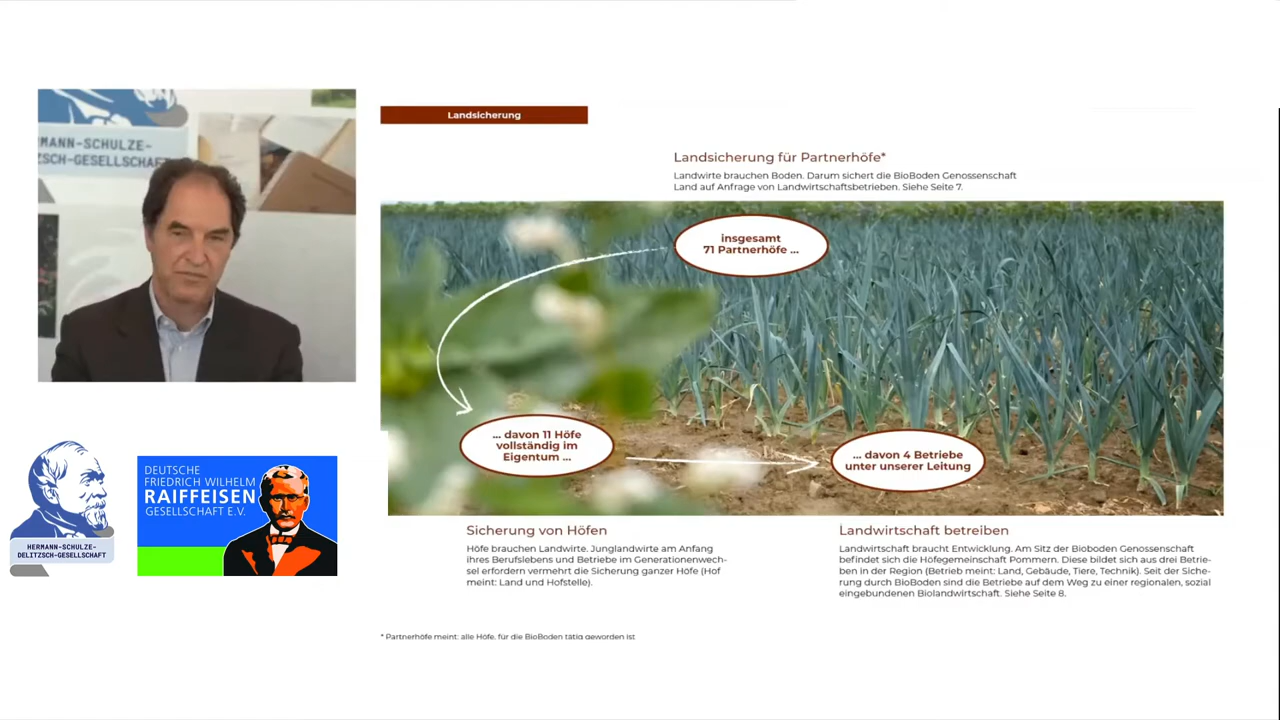 MANN-SCHULZE-
ZSCH-GESELLSCHAFT
Landsicherung
Landsicherung für Partnerhöfe*
Landwirte brauchen Boden. Darum sichert die BioBoden Genossenschaft
Land auf Anfrage von Landwirtschaftsbetrieben. Siehe Seite 7.
insgesamt
71 Partnerhöfe ...
... davon 11 Höfe
vollständig im
Eigentum ...
... davon 4 Betriebe
unter unserer Leitung
Sicherung von Höfen
Höfe brauchen Landwirte. Junglandwirte am Anfang
ihres Berufslebens und Betriebe im Generationenwech-
sel erfordern vermehrt die Sicherung ganzer Höfe (Hof
meint: Land und Hofstelle).
Landwirtschaft betreiben
Landwirtschaft braucht Entwicklung. Am Sitz der Bioboden Genossenschaft
befindet sich die Höfegemeinschaft Pommern. Diese bildet sich aus drei Betrie-
ben in der Region (Betrieb meint: Land, Gebäude, Tiere, Technik). Seit der Siche-
rung durch BioBoden sind die Betriebe auf dem Weg zu einer regionalen, sozial
eingebundenen Biolandwirtschaft. Siehe Seite 8.
* Partnerhöfe meint: alle Höfe, für die BioBoden tätig geworden ist
HERMANN-SCHULZE-
DELITZSCH-GESELLSCHAFT
DEUTSCHE
FRIEDRICH WILHELM
RAIFFEISEN
GESELLSCHAFT E.V.